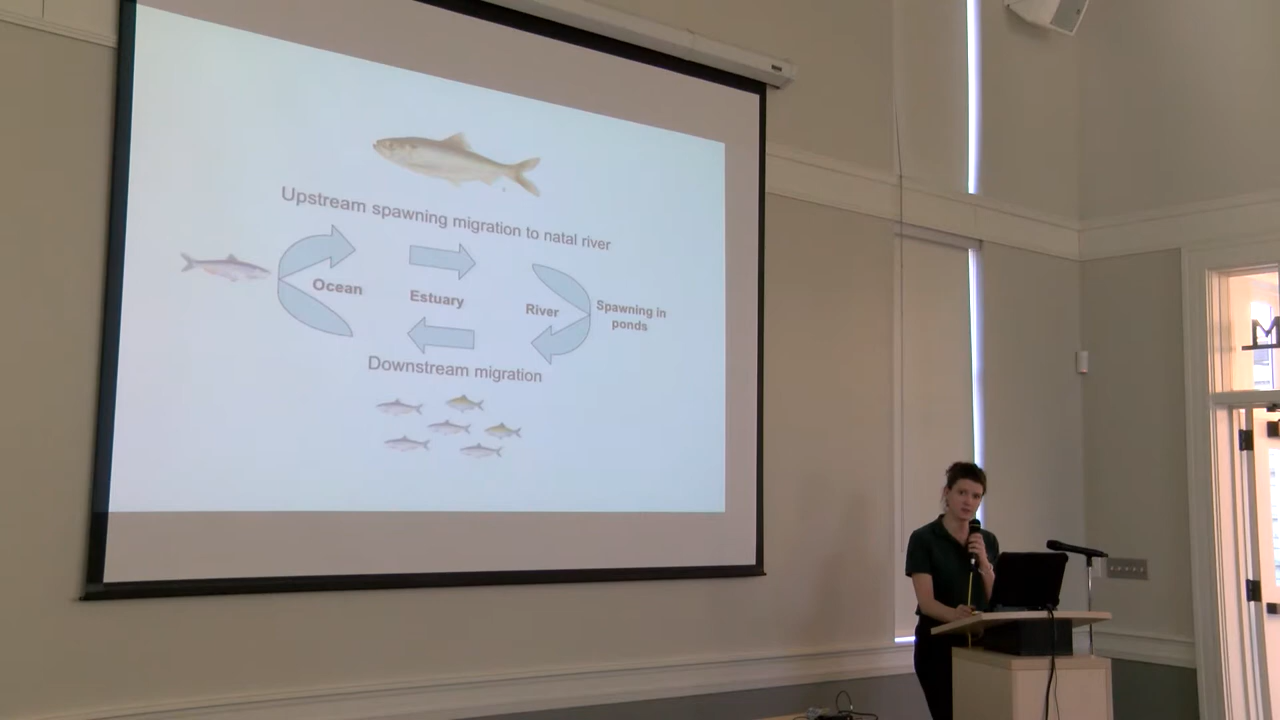 Upstream spawning migration to natal river
Ocean
Estuary
River
Spawning in
ponds
Downstream migration
M